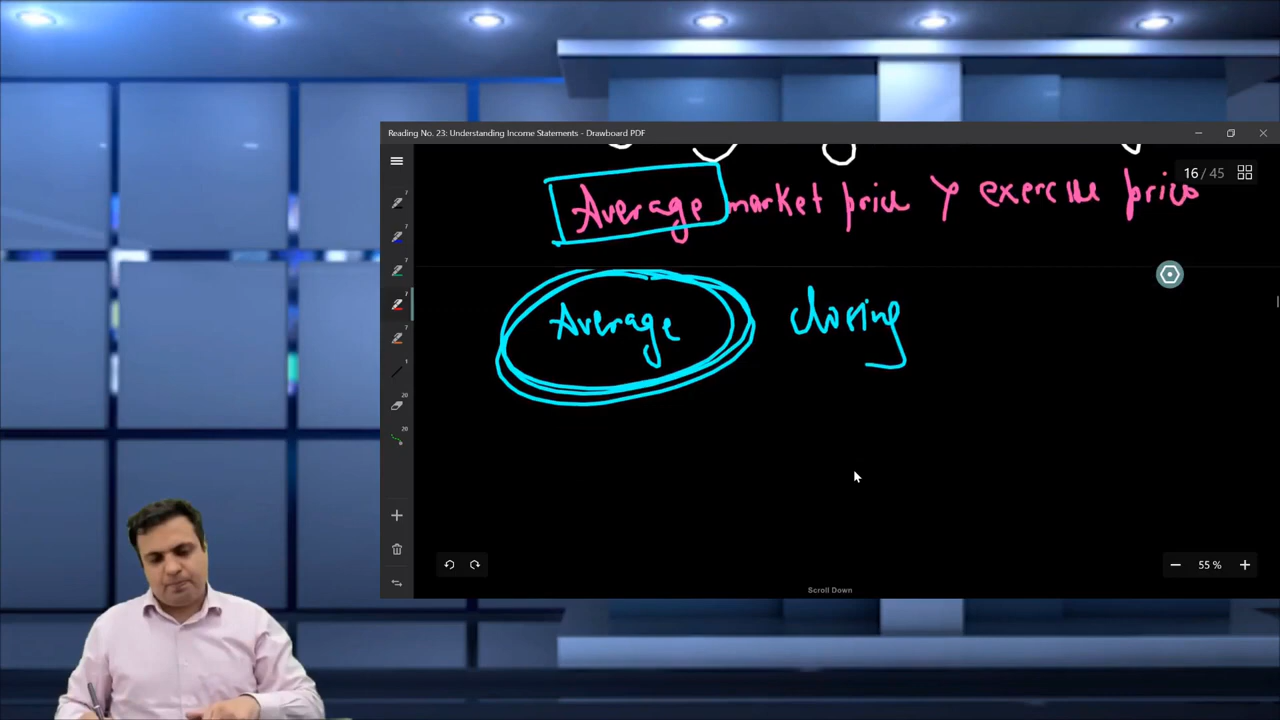 Reading No. 23: Understanding Income Statements - Drawboard PDF
16 / 45
Average market price > exercise price
Average closing
55 %
Scroll Down